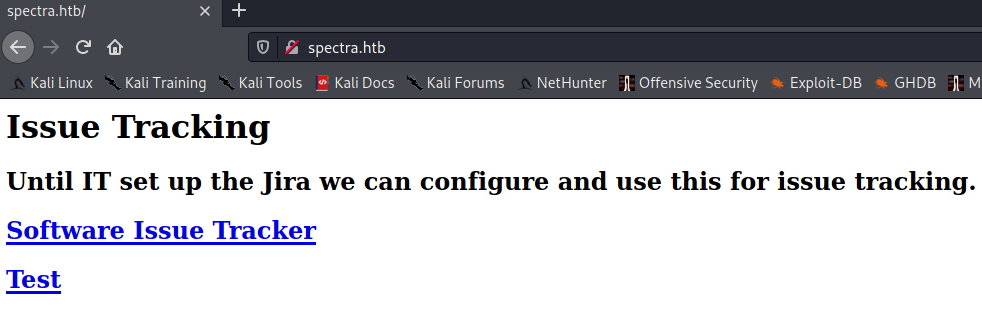 spectra.htb/
spectra.htb
Kali Linux Kali Training Kali Tools Kali Docs Kali Forums NetHunter Offensive Security Exploit-DB GHDB M
Issue Tracking
Until IT set up the Jira we can configure and use this for issue tracking.
Software Issue Tracker
Test